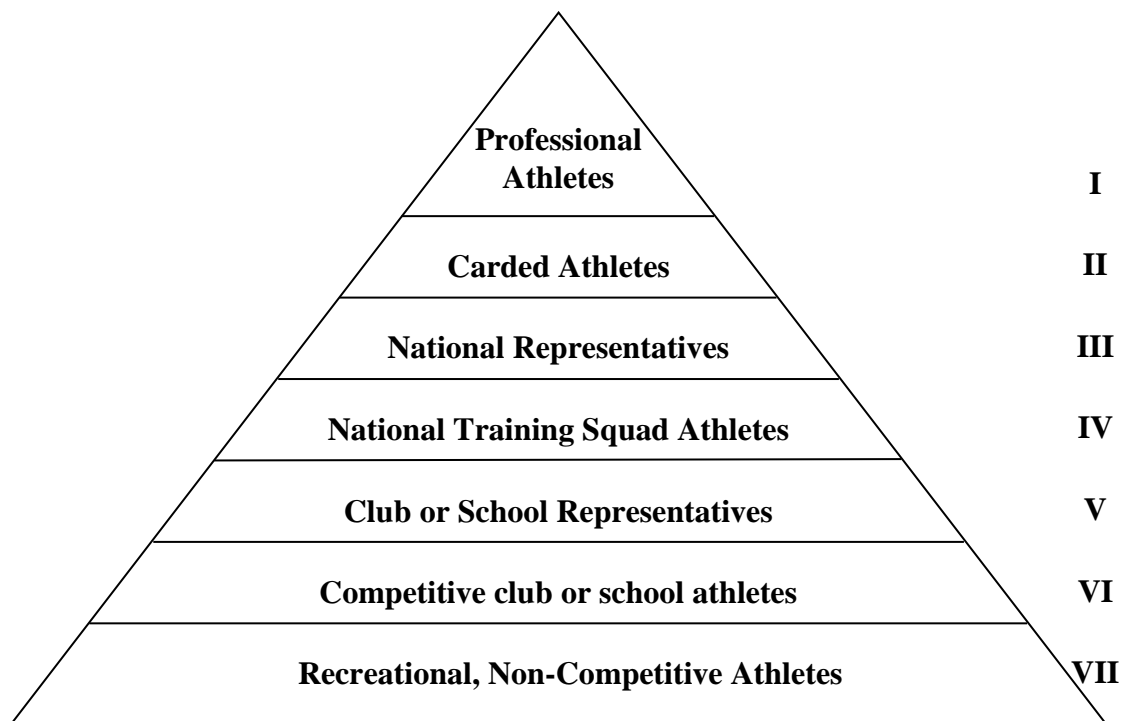 Professional
Athletes
I
Carded Athletes
II
National Representatives
III
National Training Squad Athletes
IV
Club or School Representatives
V
Competitive club or school athletes
VI
Recreational, Non-Competitive Athletes
VII